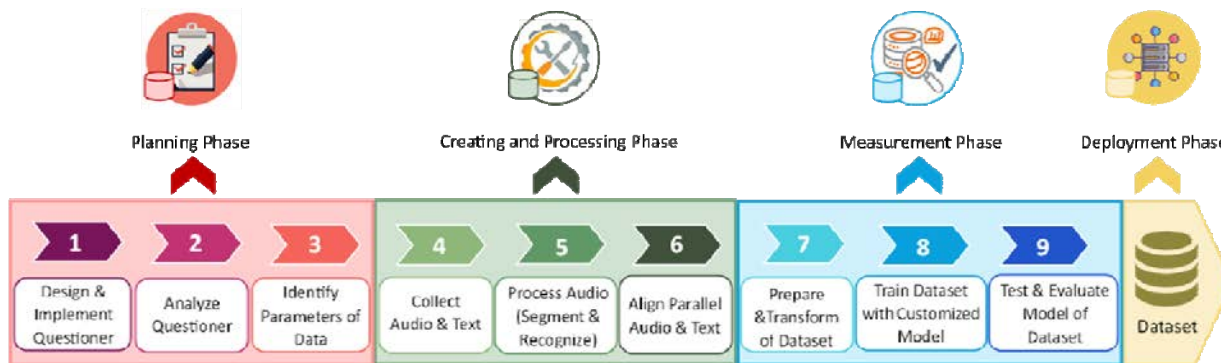 Planning Phase
Creating and Processing Phase
Measurement Phase
Deployment Phase
1
2
3
4
5
6
7
8
9
Design &
Implement
Questioner
Analyze
Questioner
Identify
Parameters of
Data
Collect
Audio & Text
Process Audio
(Segment &
Recognize)
Align Parallel
Audio & Text
Prepare
&Transform
of Dataset
Train Dataset
with Customized
Model
Test & Evaluate
Model of
Dataset
Dataset